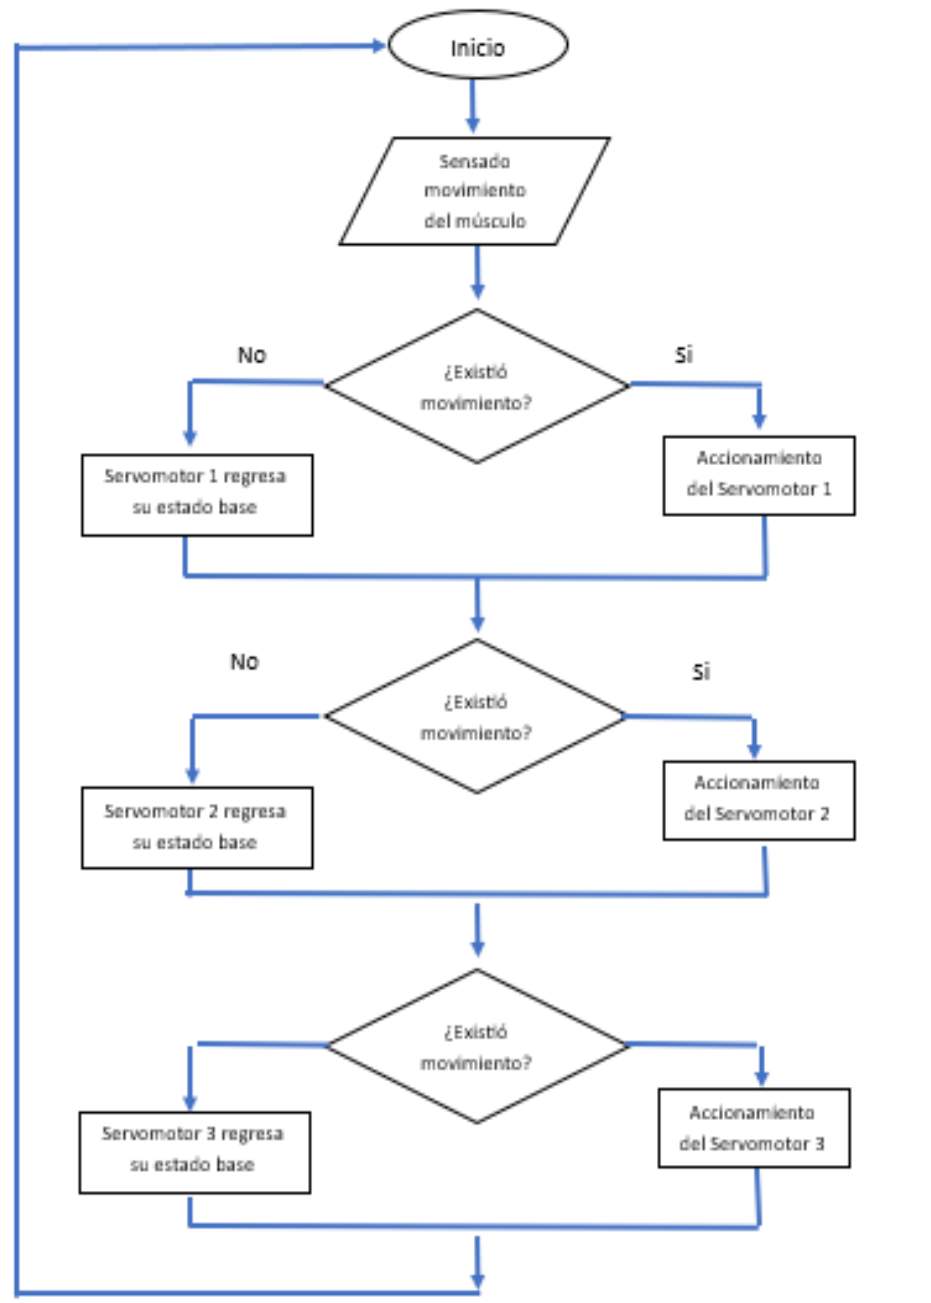 Inicio
Sensado
movimiento
del músculo
No
Si
¿Existió
movimiento?
Servomotor 1 regresa
su estado base
Accionamiento
del Servomotor 1
No
Si
¿Existió
movimiento?
Servomotor 2 regresa
su estado base
Accionamiento
del Servomotor 2
¿Existió
movimiento?
Servomotor 3 regresa
su estado base
Accionamiento
del Servomotor 3